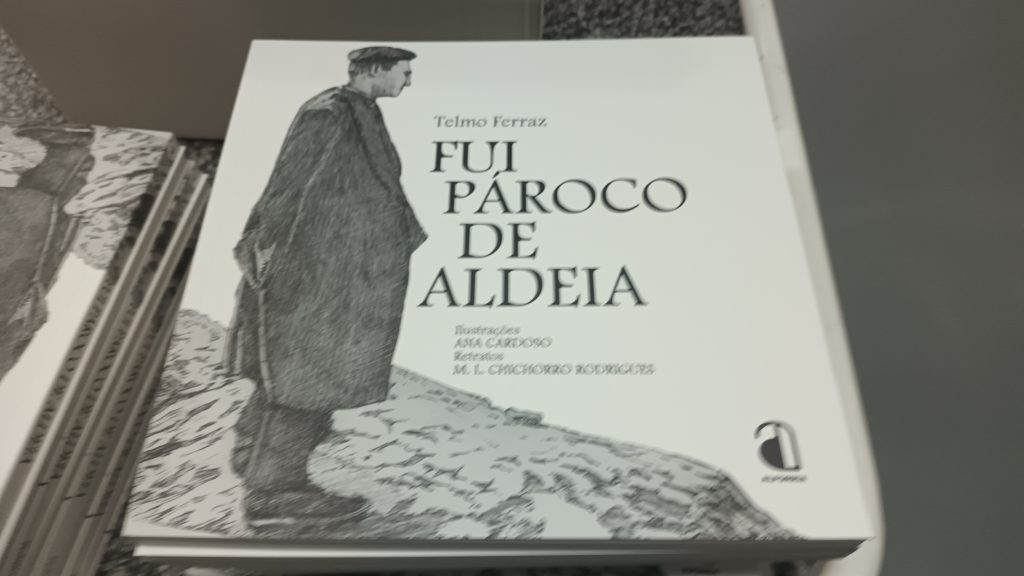 Telmo Ferraz
FUI
PÁROCO
DE
ALDEIA
Ilustrações
ANA CARDOSO
Retratos
M. L. CHICHORRO RODRIGUES